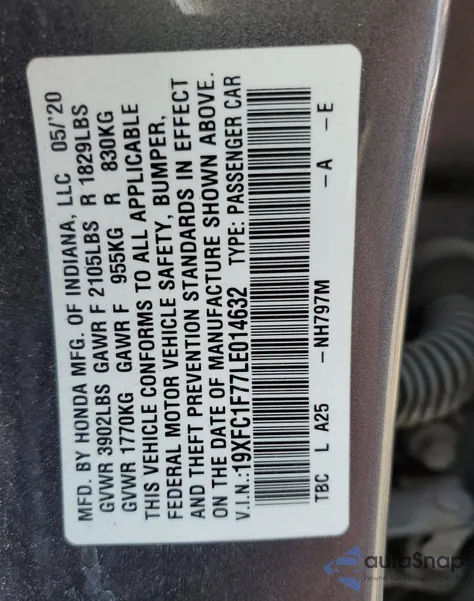 MFD. BY HONDA MFG. OF INDIANA, LLC 05/'20
GVWR 3902LBS GAWR F 2105LBS R 1829LBS
GVWR 1770KG GAWR F 955KG R 830KG
THIS VEHICLE CONFORMS TO ALL APPLICABLE
FEDERAL MOTOR VEHICLE SAFETY, BUMPER,
AND THEFT PREVENTION STANDARDS IN EFFECT
ON THE DATE OF MANUFACTURE SHOWN ABOVE.
V.I.N.:19XFC1F77LE014632 TYPE: PASSENGER CAR
TBC L A25 -NH797M -A -E
autoSnap